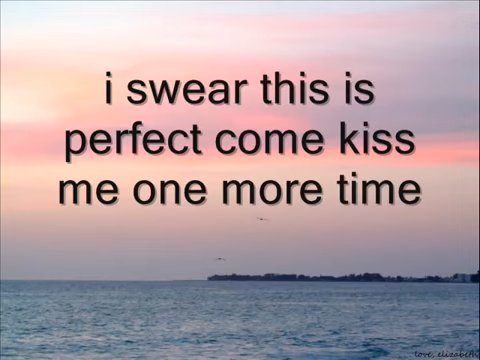 i swear this is
perfect come kiss
me one more time
love, elizabeth